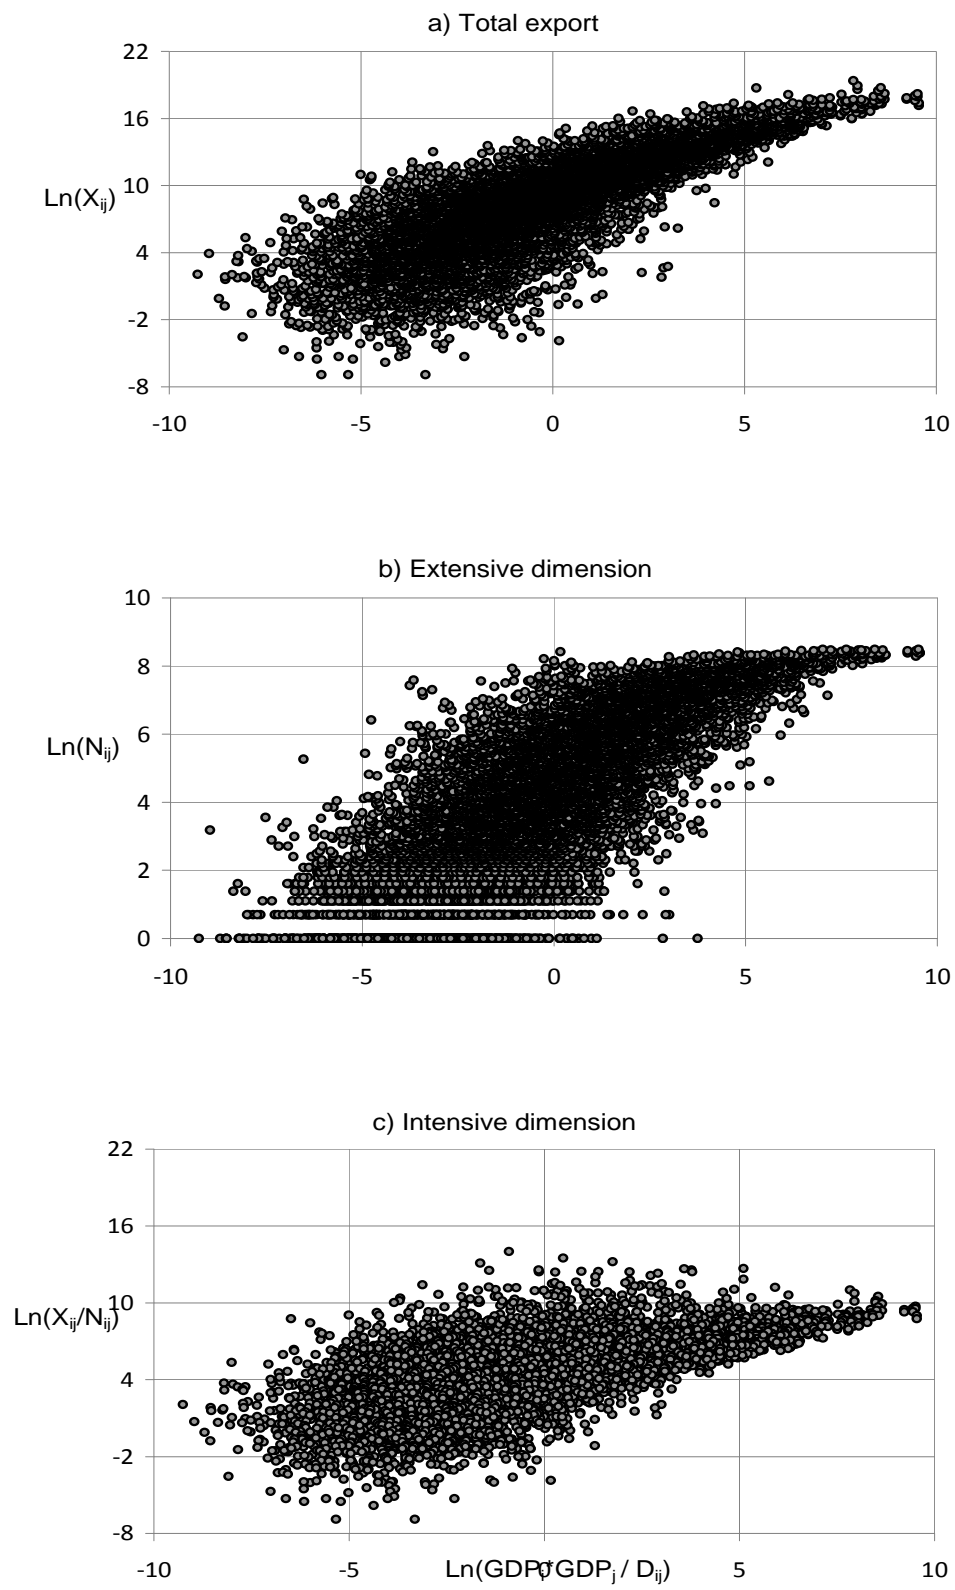 a) Total export
22
16
10
Ln(Xij)
4
-2
-8
-10 -5 0 5 10
b) Extensive dimension
10
8
6
Ln(Nij)
4
2
0
-10 -5 0 5 10
c) Intensive dimension
22
16
10
Ln(Xij/Nij)
4
-2
-8
-10 -5 0 5 10
Ln(GDPi*GDPj / Dij)